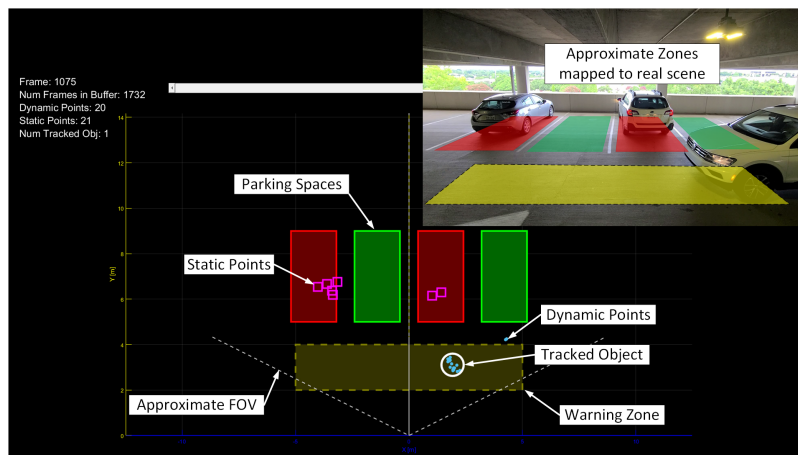 Approximate Zones
mapped to real scene
Frame: 1075
Num Frames in Buffer: 1732
Dynamic Points: 20
Static Points: 21
Num Tracked Obj: 1
14
12
10
8
6
4
2
0
Y [m]
Parking Spaces
Static Points
Dynamic Points
Tracked Object
Approximate FOV
Warning Zone